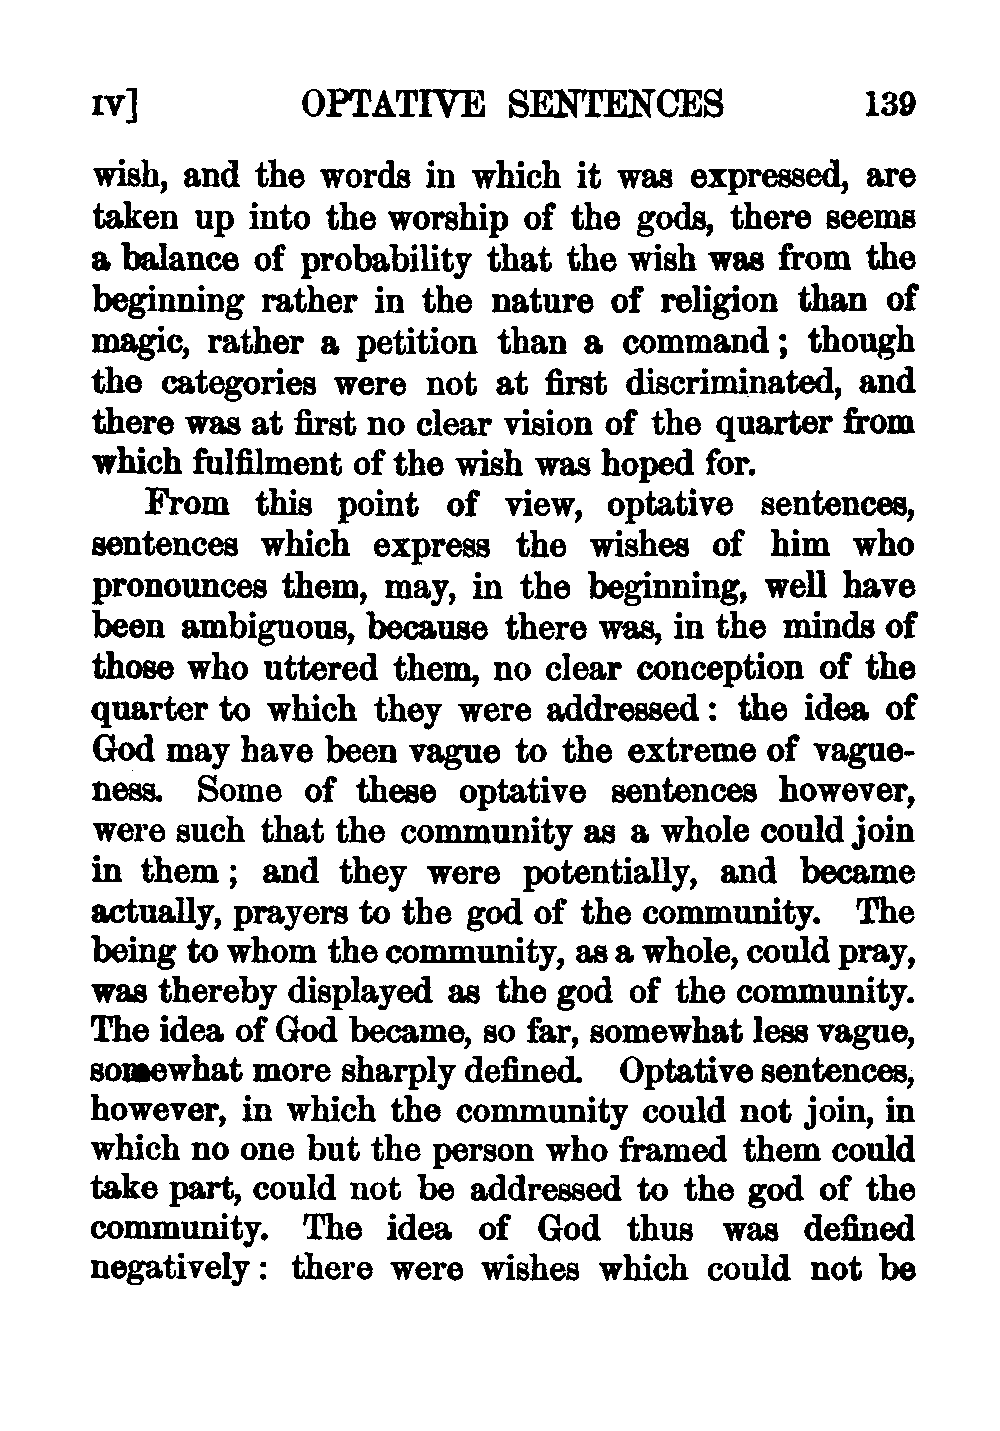 IV] OPTATIVE SENTENCES 139
wish, and the words in which it was expressed, are
taken up into the worship of the gods, there seems
a balance of probability that the wish was from the
beginning rather in the nature of religion than of
magic, rather a petition than a command; though
the categories were not at first discriminated, and
there was at first no clear vision of the quarter from
which fulfilment of the wish was hoped for.
From this point of view, optative sentences,
sentences which express the wishes of him who
pronounces them, may, in the beginning, well have
been ambiguous, because there was, in the minds of
those who uttered them, no clear conception of the
quarter to which they were addressed: the idea of
God may have been vague to the extreme of vague-
ness. Some of these optative sentences however,
were such that the community as a whole could join
in them; and they were potentially, and became
actually, prayers to the god of the community. The
being to whom the community, as a whole, could pray,
was thereby displayed as the god of the community.
The idea of God became, so far, somewhat less vague,
somewhat more sharply defined. Optative sentences,
however, in which the community could not join, in
which no one but the person who framed them could
take part, could not be addressed to the god of the
community. The idea of God thus was defined
negatively: there were wishes which could not be